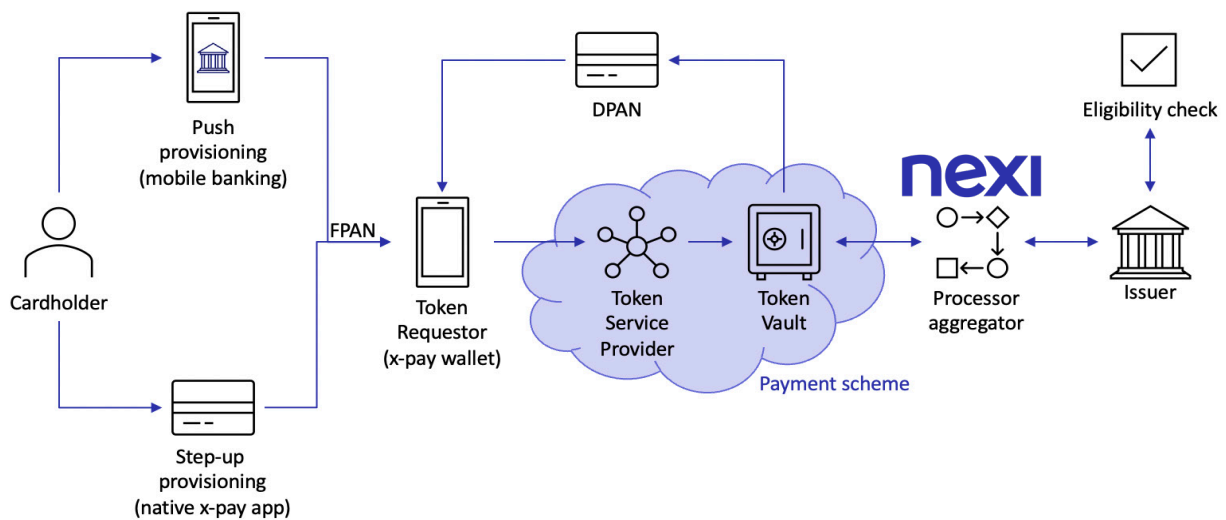 Push
provisioning
(mobile banking)
DPAN
Eligibility check
nexi
FPAN
Cardholder
Token
Requestor
(x-pay wallet)
Token
Service
Provider
Token
Vault
Processor
aggregator
Issuer
Payment scheme
Step-up
provisioning
(native x-pay app)